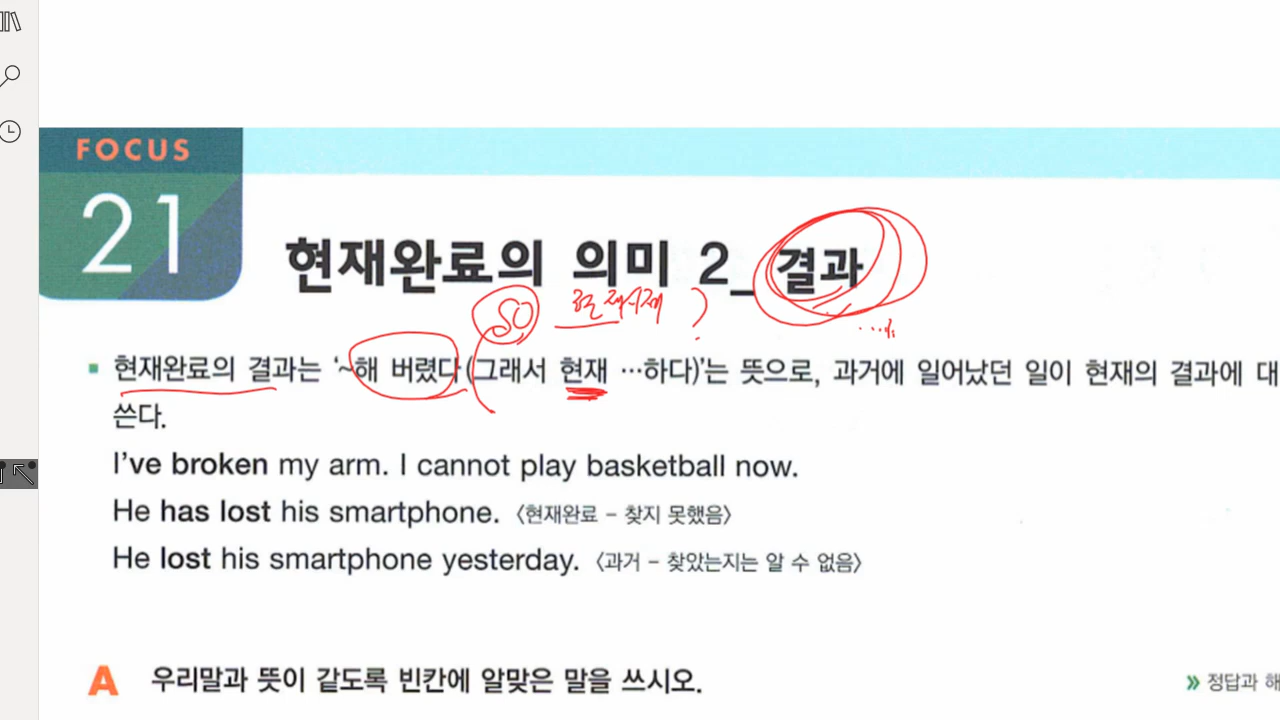 FOCUS
21
현재완료의 의미 2_ 결과
so 현재시제 ?
현재완료의 결과는 '~해 버렸다(그래서 현재 …하다)'는 뜻으로, 과거에 일어났던 일이 현재의 결과에 대
쓴다.
I've broken my arm. I cannot play basketball now.
He has lost his smartphone. 〈현재완료 – 찾지 못했음〉
He lost his smartphone yesterday. 〈과거 – 찾았는지는 알 수 없음〉
A 우리말과 뜻이 같도록 빈칸에 알맞은 말을 쓰시오.
» 정답과 해